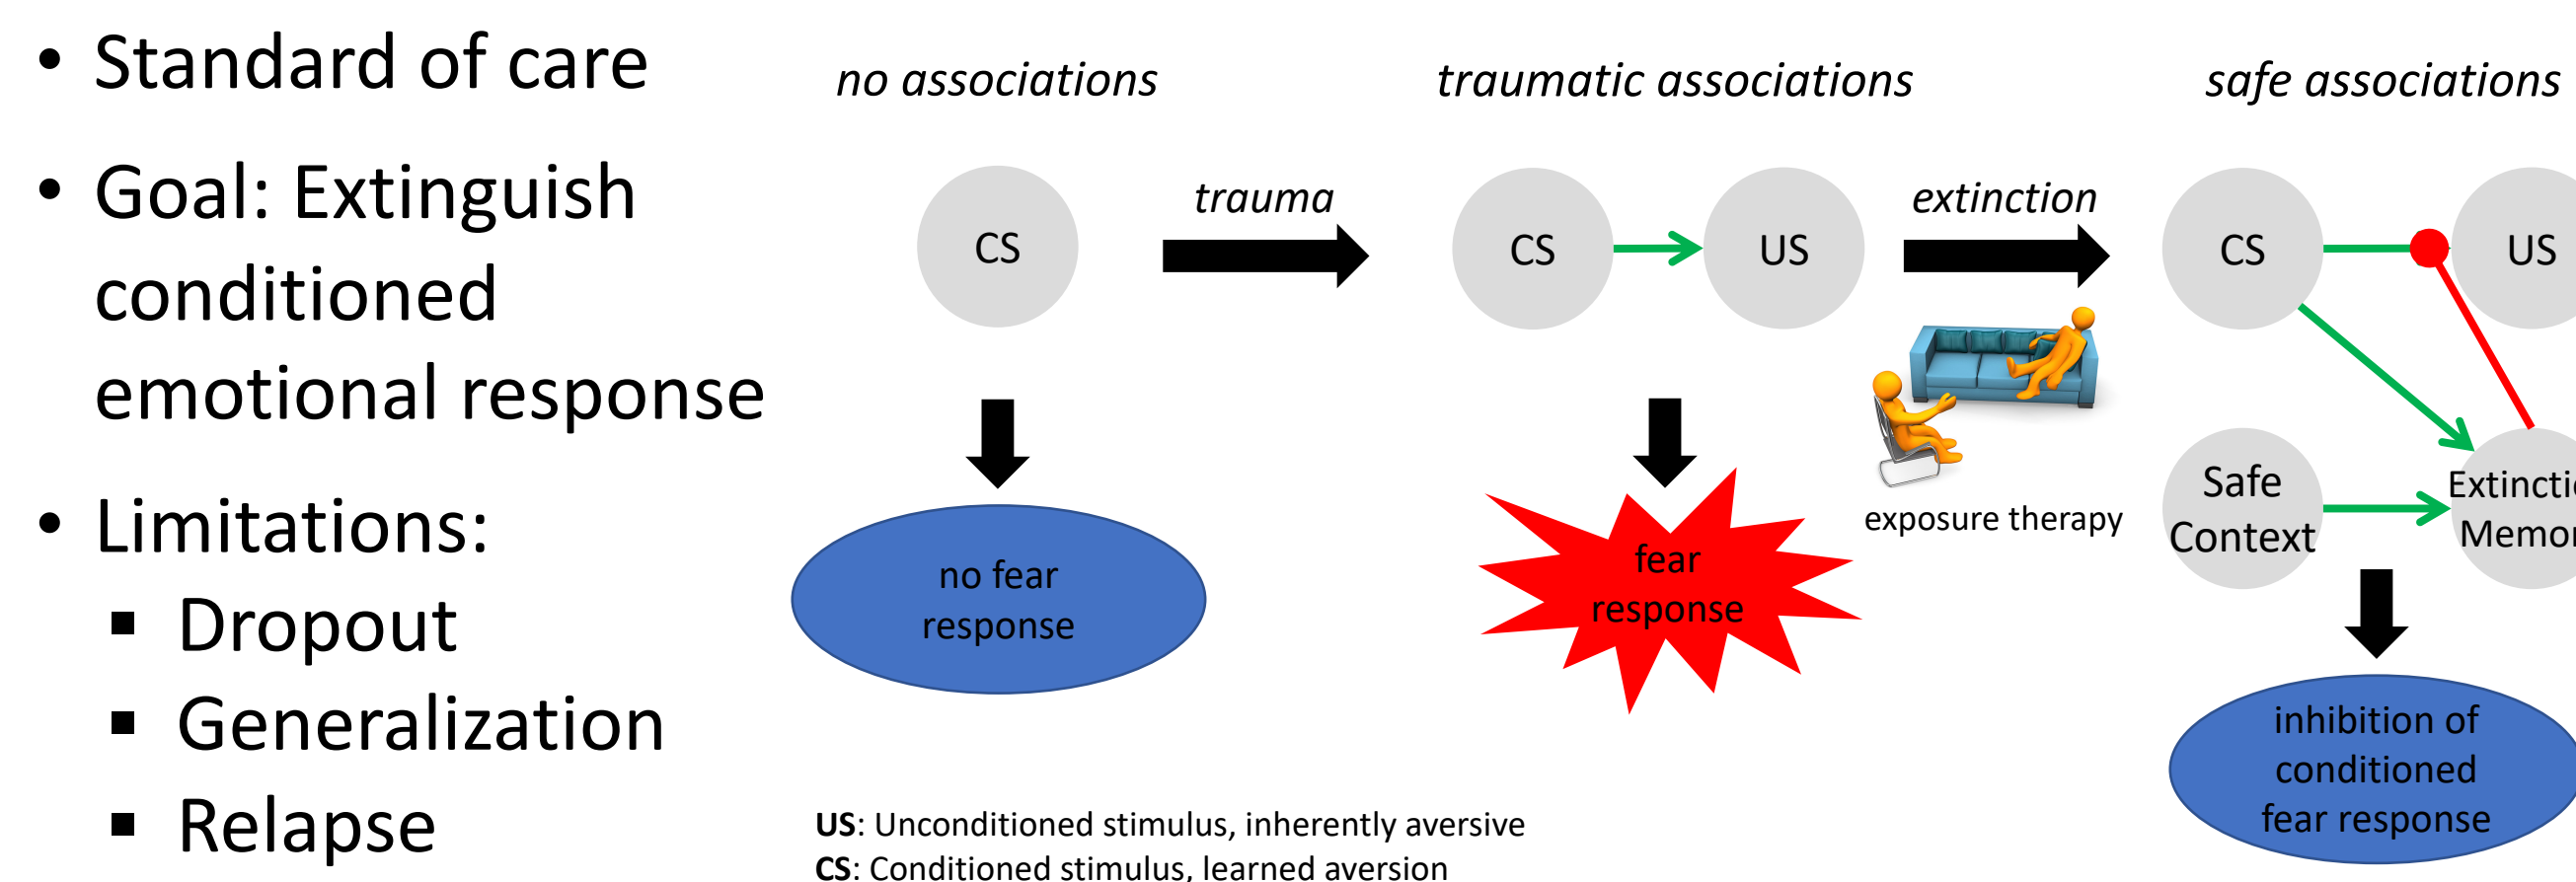 • Standard of care
• Goal: Extinguish
conditioned
emotional response
• Limitations:
▪ Dropout
▪ Generalization
▪ Relapse
no associations
CS
no fear
response
trauma
traumatic associations
CS
US
fear
response
extinction
exposure therapy
safe associations
CS
US
Safe
Context
Extinctio
Memor
inhibition of
conditioned
fear response
US: Unconditioned stimulus, inherently aversive
CS: Conditioned stimulus, learned aversion